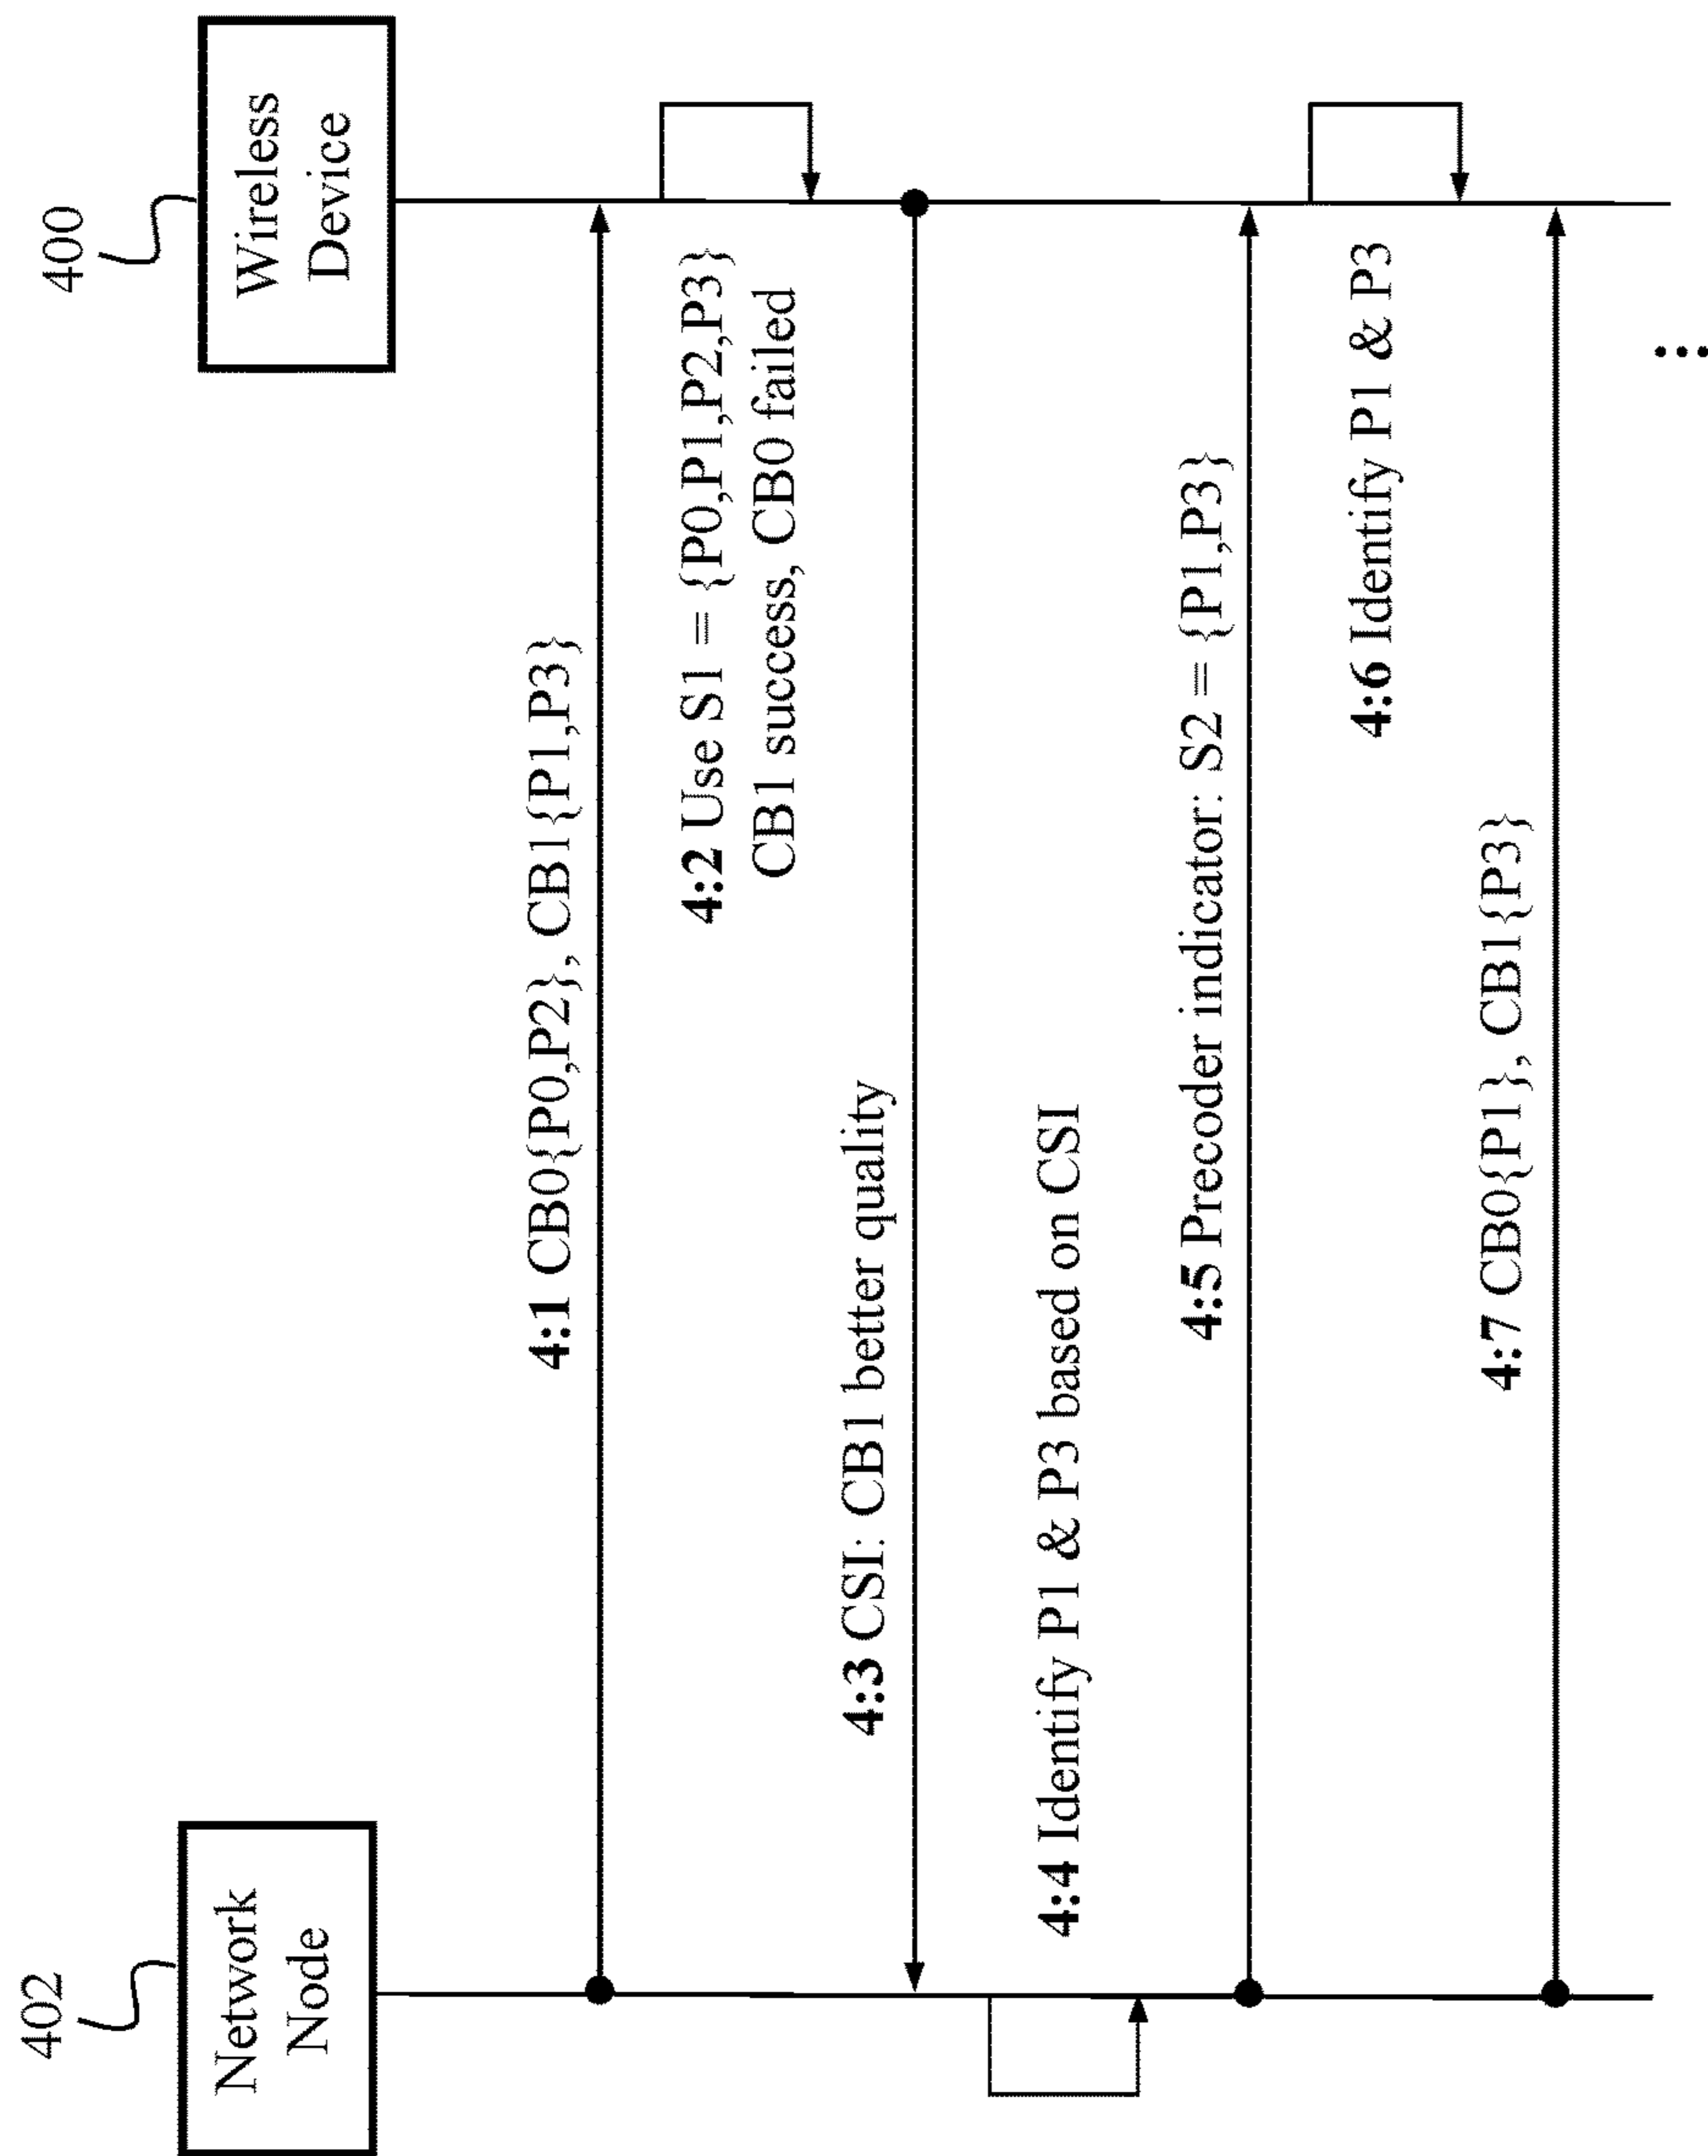 402
400
Network
Node
Wireless
Device
4:1 CB0{P0,P2}, CB1{P1,P3}
4:2 Use S1 = {P0,P1,P2,P3}
CB1 success, CB0 failed
4:3 CSI: CB1 better quality
4:4 Identify P1 & P3 based on CSI
4:5 Precoder indicator: S2 = {P1,P3}
4:6 Identify P1 & P3
4:7 CB0{P1}, CB1{P3}
...